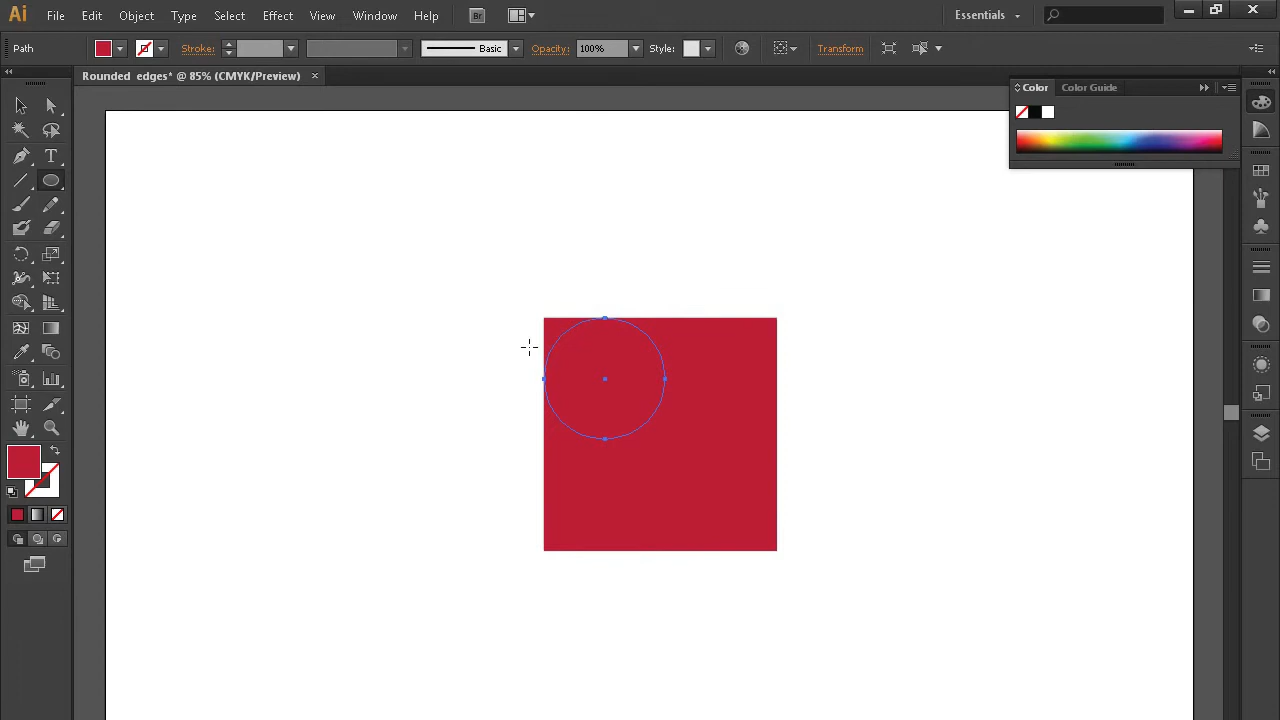 Ai File Edit Object Type Select Effect View Window Help Br Essentials
Path Stroke: Basic Opacity: 100% Style: Transform
Rounded edges* @ 85% (CMYK/Preview) ×
Color Color Guide
T